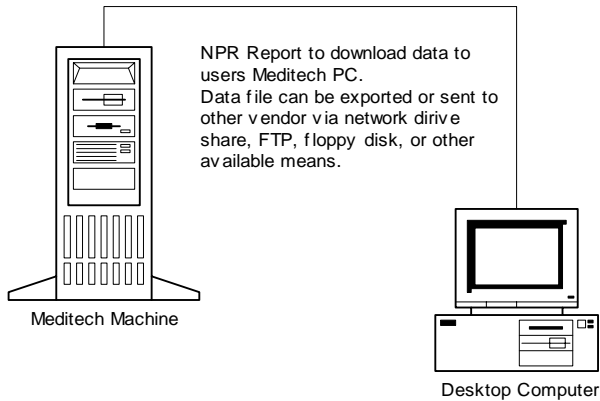 NPR Report to download data to
users Meditech PC.
Data file can be exported or sent to
other vendor via network dirive
share, FTP, floppy disk, or other
available means.
Meditech Machine
Desktop Computer